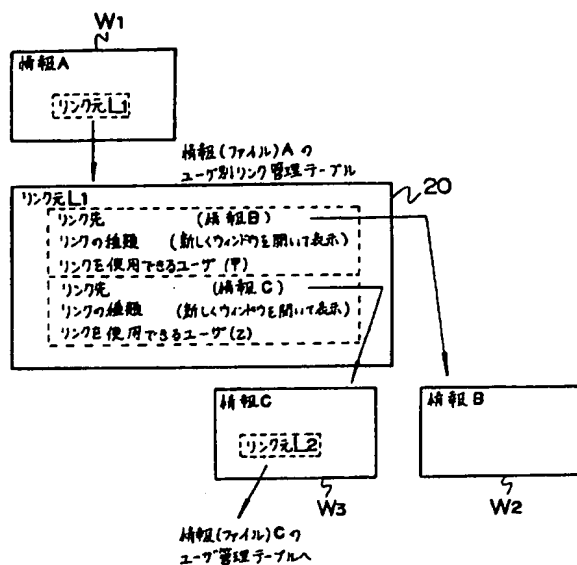 W1
情報A
リンク元L1
情報(ファイル)Aの
ユーザ別リンク管理テーブル
20
リンク元L1
リンク先 (情報B)
リンクの種類 (新しくウィンドウを開いて表示)
リンクを使用できるユーザ(甲)
リンク先 (情報C)
リンクの種類 (新しくウィンドウを開いて表示)
リンクを使用できるユーザ(乙)
情報C
リンク元L2
W3
情報B
W2
情報(ファイル)Cの
ユーザ管理テーブルへ